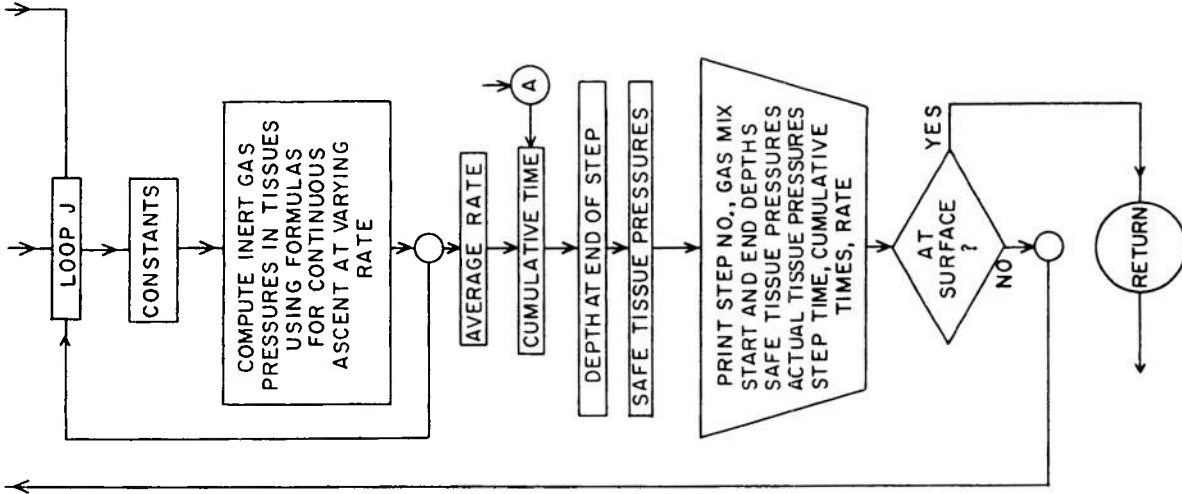 LOOP J
CONSTANTS
COMPUTE INERT GAS
PRESSURES IN TISSUES
USING FORMULAS
FOR CONTINUOUS
ASCENT AT VARYING
RATE
AVERAGE RATE
A
CUMULATIVE TIME
DEPTH AT END OF STEP
SAFE TISSUE PRESSURES
PRINT STEP NO., GAS MIX
START AND END DEPTHS
SAFE TISSUE PRESSURES
ACTUAL TISSUE PRESSURES
STEP TIME, CUMULATIVE
TIMES, RATE
AT
SURFACE
?
YES
NO
RETURN